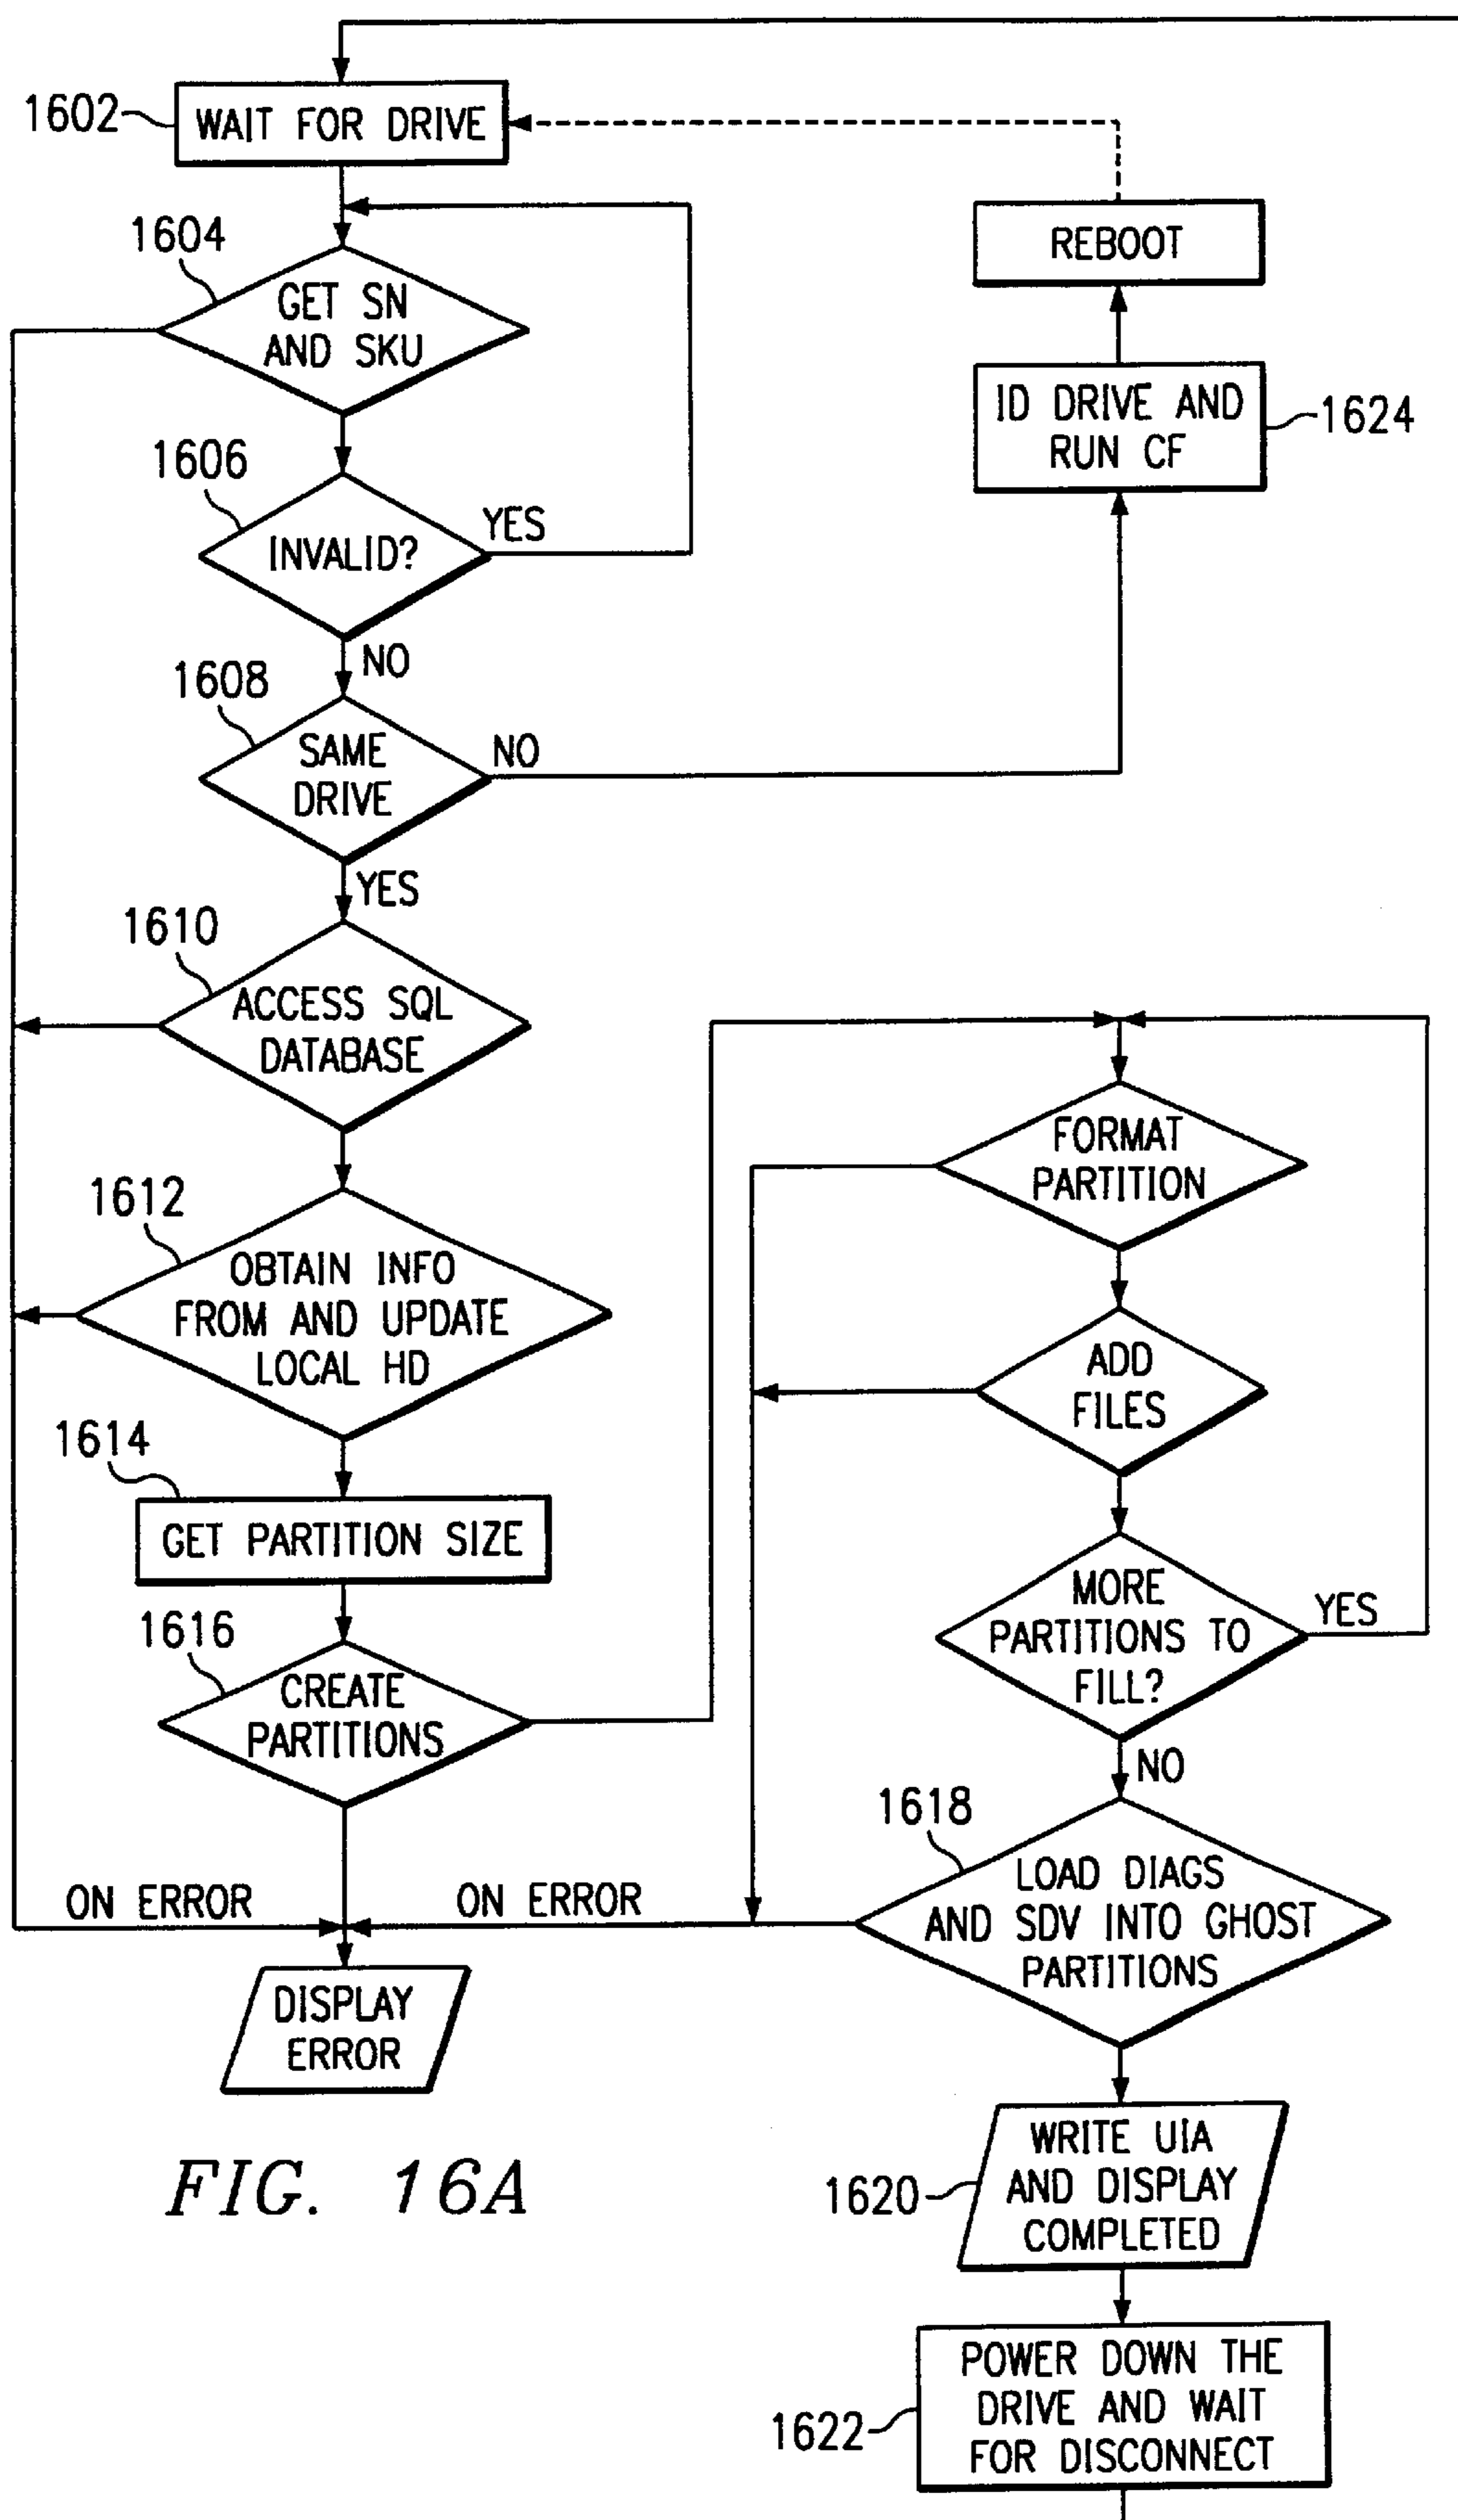 1602
WAIT FOR DRIVE
1604
GET SN
AND SKU
REBOOT
ID DRIVE AND
RUN CF
1624
1606
INVALID?
YES
NO
1608
SAME
DRIVE
NO
YES
1610
ACCESS SQL
DATABASE
1612
OBTAIN INFO
FROM AND UPDATE
LOCAL HD
1614
GET PARTITION SIZE
1616
CREATE
PARTITIONS
ON ERROR
ON ERROR
DISPLAY
ERROR
FORMAT
PARTITION
ADD
FILES
MORE
PARTITIONS TO
FILL?
YES
NO
1618
LOAD DIAGS
AND SDV INTO GHOST
PARTITIONS
1620
WRITE UIA
AND DISPLAY
COMPLETED
1622
POWER DOWN THE
DRIVE AND WAIT
FOR DISCONNECT
FIG. 16A